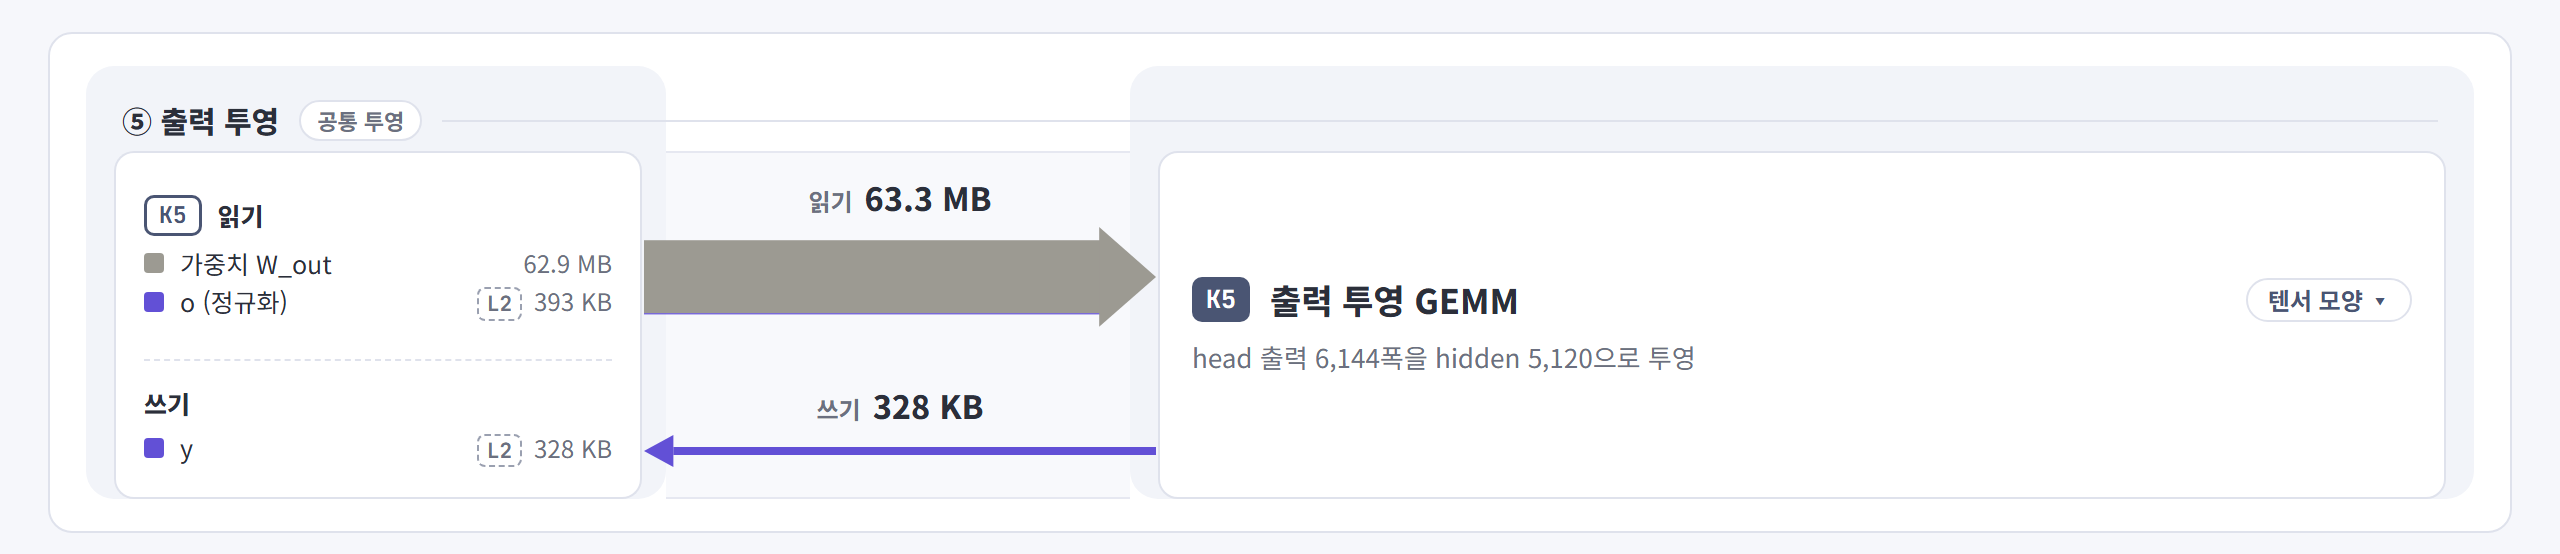 ⑤ 출력 투영 공통 투영
K5 읽기
가중치 W_out 62.9 MB
o (정규화) L2 393 KB
쓰기
y L2 328 KB
읽기 63.3 MB
쓰기 328 KB
K5 출력 투영 GEMM
텐서 모양 ▼
head 출력 6,144폭을 hidden 5,120으로 투영